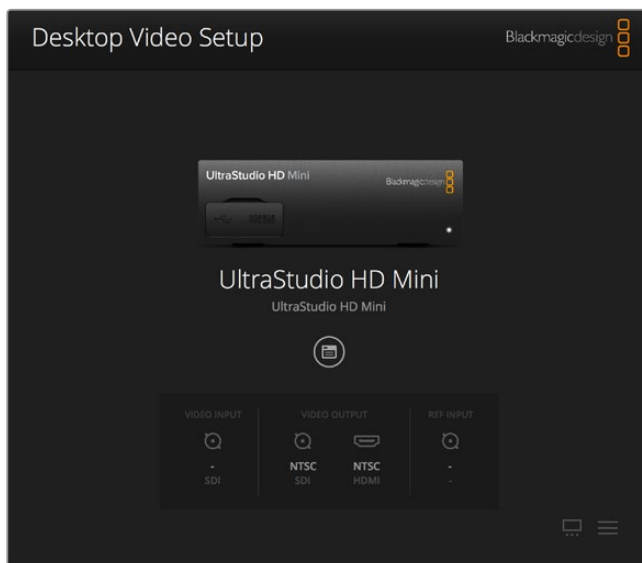 Desktop Video Setup
Blackmagicdesign
UltraStudio HD Mini
Blackmagicdesign
UltraStudio HD Mini
UltraStudio HD Mini
VIDEO INPUT
VIDEO OUTPUT
REF INPUT
-
NTSC
NTSC
-
SDI
SDI
HDMI
-